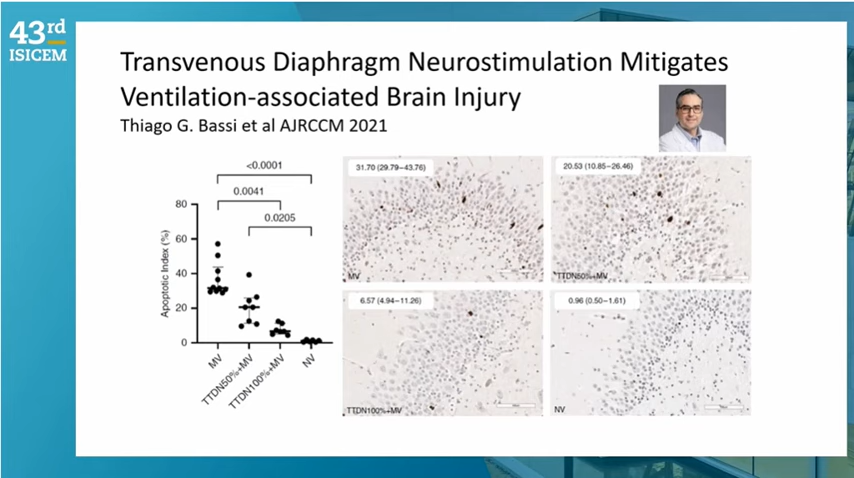 43rd
ISICEM
Transvenous Diaphragm Neurostimulation Mitigates
Ventilation-associated Brain Injury
Thiago G. Bassi et al AJRCCM 2021
<0.0001
0.0041
0.0205
80
60
40
20
0
Apoptotic Index (%)
MV
TTDN50%+MV
TTDN100%+MV
NV
31.70 (29.79–43.76)
MV
20.53 (10.85–26.46)
TTDN50%+MV
6.57 (4.94–11.26)
TTDN100%+MV
0.96 (0.50–1.61)
NV